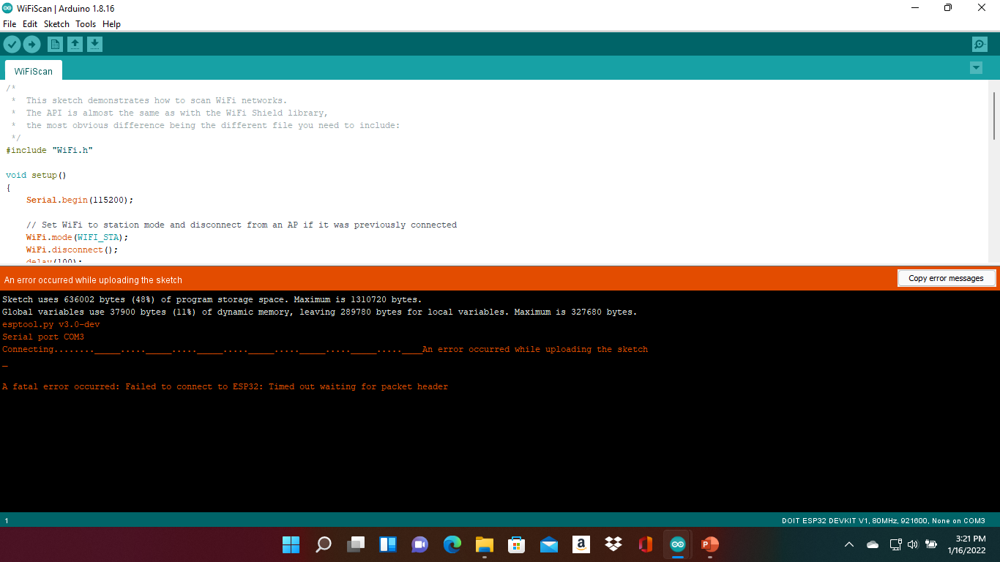 WiFiScan | Arduino 1.8.16
File Edit Sketch Tools Help
WiFiScan
/*
 *  This sketch demonstrates how to scan WiFi networks.
 *  The API is almost the same as with the WiFi Shield library,
 *  the most obvious difference being the different file you need to include:
 */
#include "WiFi.h"
void setup()
{
    Serial.begin(115200);
    // Set WiFi to station mode and disconnect from an AP if it was previously connected
    WiFi.mode(WIFI_STA);
    WiFi.disconnect();
    delay(100);
An error occurred while uploading the sketch
Copy error messages
Sketch uses 636002 bytes (48%) of program storage space. Maximum is 1310720 bytes.
Global variables use 37900 bytes (11%) of dynamic memory, leaving 289780 bytes for local variables. Maximum is 327680 bytes.
esptool.py v3.0-dev
Serial port COM3
Connecting........_____....._____....._____....._____....._____....._____.....____An error occurred while uploading the sketch
_
A fatal error occurred: Failed to connect to ESP32: Timed out waiting for packet header
1
DOIT ESP32 DEVKIT V1, 80MHz, 921600, None on COM3
a
P
3:21 PM
1/16/2022